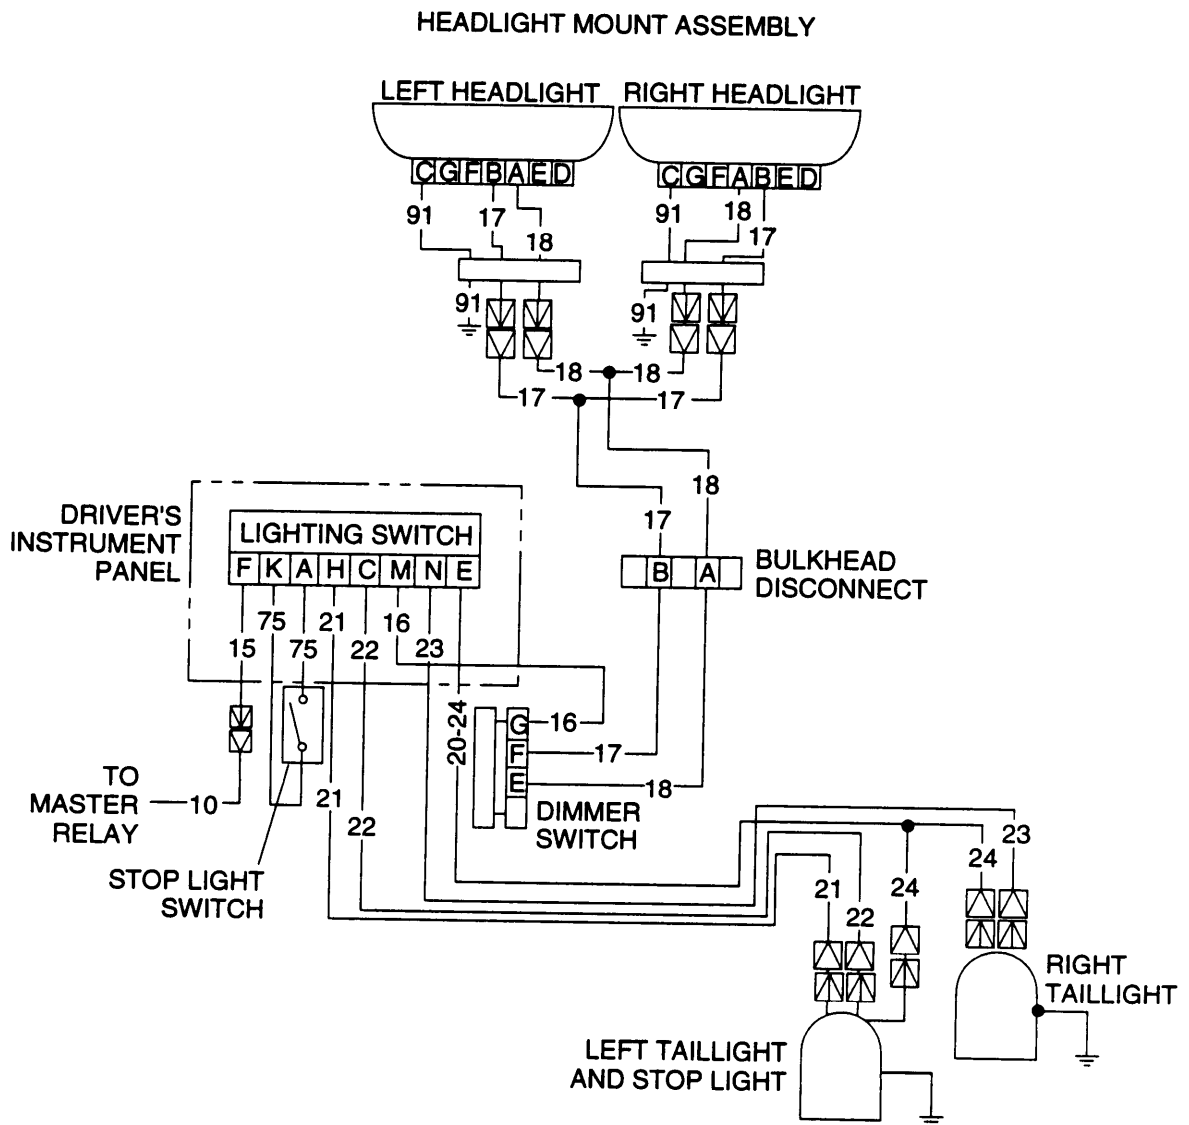 HEADLIGHT MOUNT ASSEMBLY
LEFT HEADLIGHT RIGHT HEADLIGHT
C G F B A E D
C G F A B E D
91 17 18
91 18 17
91
91
18 18
17 17
18
17
DRIVER'S
INSTRUMENT
PANEL
LIGHTING SWITCH
F K A H C M N E
BULKHEAD
DISCONNECT
B A
15 75 75 21 22 16 23
20-24
G 16
F 17
E 18
DIMMER
SWITCH
TO
MASTER
RELAY
10
21
22
STOP LIGHT
SWITCH
23
24
21
24
22
RIGHT
TAILLIGHT
LEFT TAILLIGHT
AND STOP LIGHT